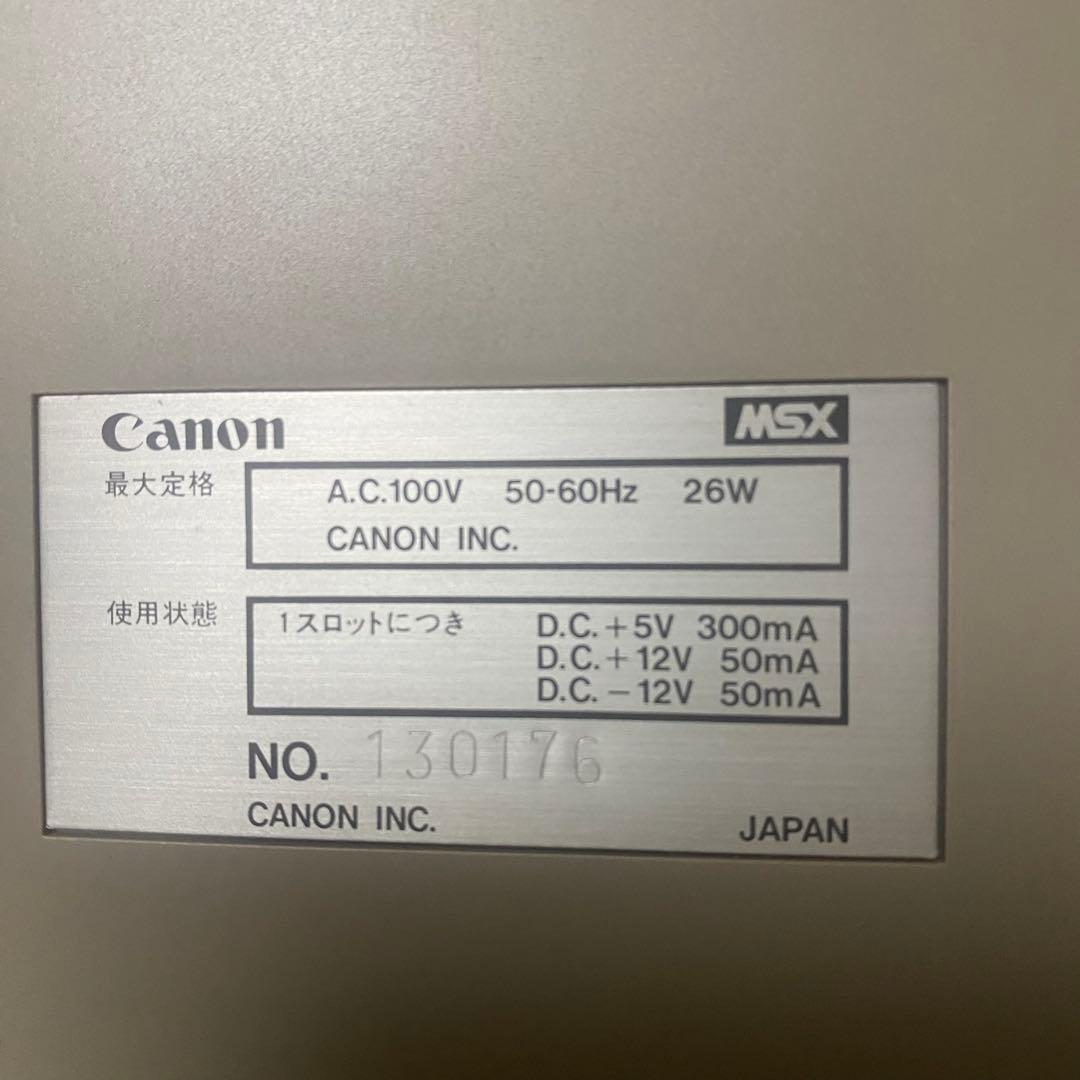 Canon
MSX
最大定格
A.C.100V 50-60Hz 26W
CANON INC.
使用状態
1スロットにつき D.C.+5V 300mA
D.C.+12V 50mA
D.C.-12V 50mA
NO. 130176
CANON INC.
JAPAN